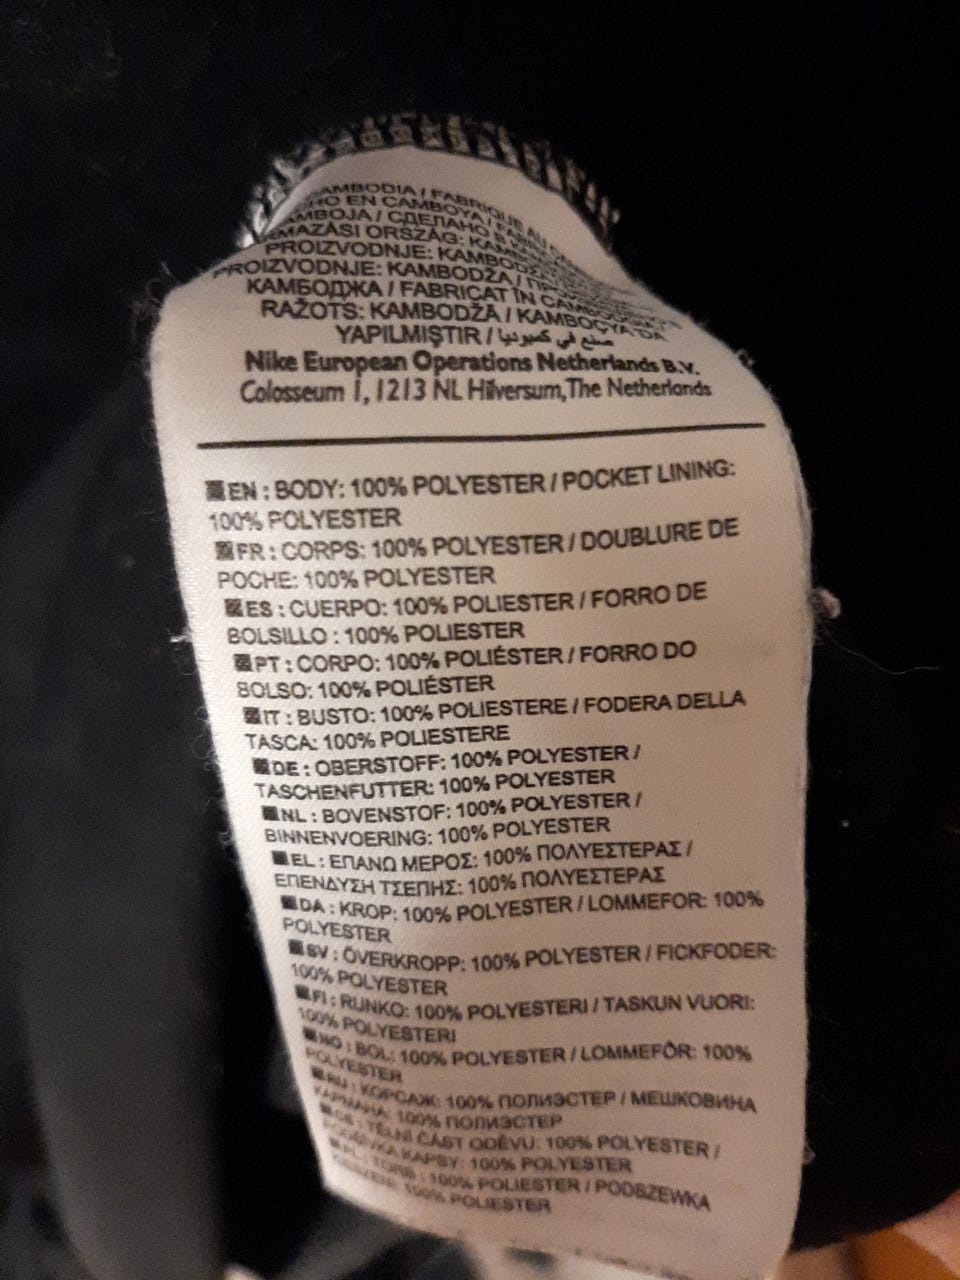 CAMBODIA / FABRIQUÉ AU
EN CAMBOYA /
CAMBOJA / СДЕЛАНО В
SZÁRMAZÁSI ORSZÁG:
PROIZVODNJE: KAMBODŽA
PROIZVODNJE: KAMBODŽA /
КАМБОДЖА / FABRICAT ÎN
RAŽOTS: KAMBODŽĀ / KAMBOÇYA'DA
YAPILMIŞTIR / صنع في كمبوديا
Nike European Operations Netherlands B.V.
Colosseum 1, 1213 NL Hilversum, The Netherlands
EN : BODY: 100% POLYESTER / POCKET LINING:
100% POLYESTER
FR : CORPS: 100% POLYESTER / DOUBLURE DE
POCHE: 100% POLYESTER
ES : CUERPO: 100% POLIESTER / FORRO DE
BOLSILLO : 100% POLIESTER
PT : CORPO: 100% POLIÉSTER / FORRO DO
BOLSO: 100% POLIÉSTER
IT : BUSTO: 100% POLIESTERE / FODERA DELLA
TASCA: 100% POLIESTERE
DE : OBERSTOFF: 100% POLYESTER /
TASCHENFUTTER: 100% POLYESTER
NL : BOVENSTOF: 100% POLYESTER /
BINNENVOERING: 100% POLYESTER
EL : ΕΠΑΝΩ ΜΕΡΟΣ: 100% ΠΟΛΥΕΣΤΕΡΑΣ /
ΕΠΕΝΔΥΣΗ ΤΣΕΠΗΣ: 100% ΠΟΛΥΕΣΤΕΡΑΣ
DA : KROP: 100% POLYESTER / LOMMEFOR: 100%
POLYESTER
SV : ÖVERKROPP: 100% POLYESTER / FICKFODER:
100% POLYESTER
FI : RUNKO: 100% POLYESTERI / TASKUN VUORI:
100% POLYESTERI
NO : BOL: 100% POLYESTER / LOMMEFÔR: 100%
POLYESTER
RU : КОРСАЖ: 100% ПОЛИЭСТЕР / МЕШКОВИНА
КАРМАНА: 100% ПОЛИЭСТЕР
CS : TĚLNÍ ČÁST ODĚVU: 100% POLYESTER /
PODŠÍVKA KAPSY: 100% POLYESTER
PL : TORS : 100% POLIESTER / PODSZEWKA
KIESZENI: 100% POLIESTER